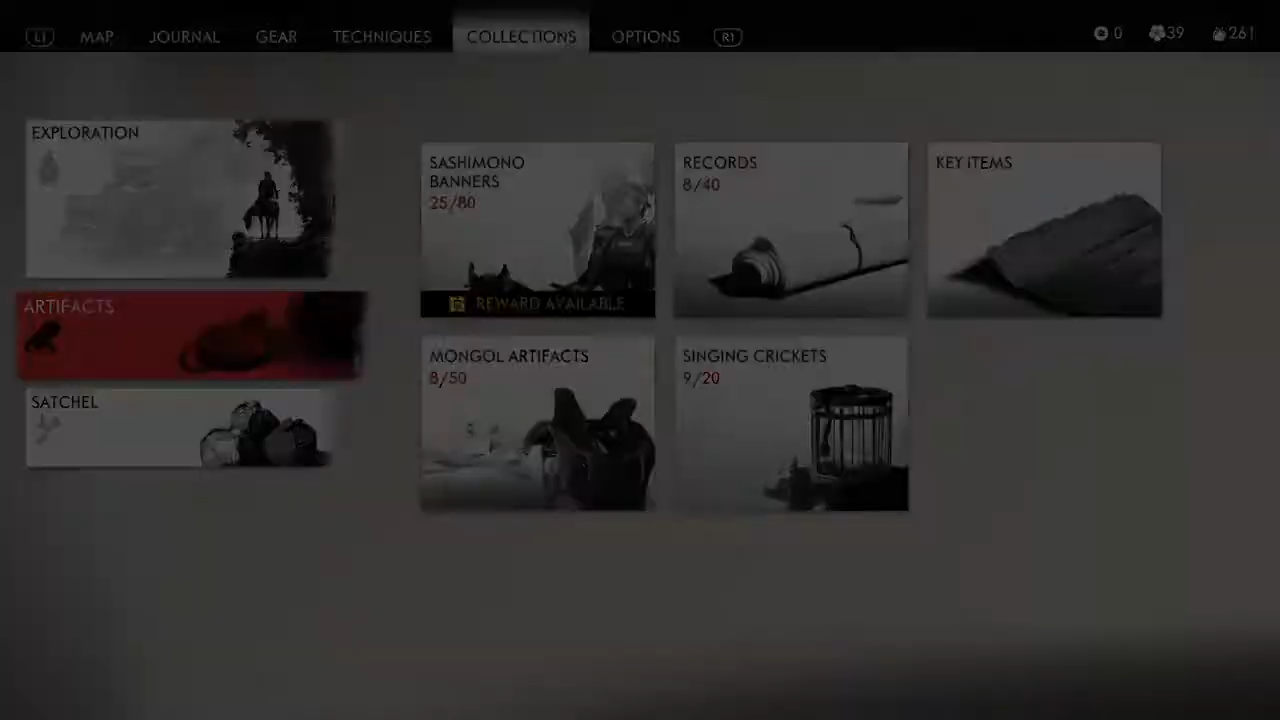 L1 MAP JOURNAL GEAR TECHNIQUES COLLECTIONS OPTIONS R1 0 39 261
EXPLORATION
ARTIFACTS
SATCHEL
SASHIMONO
BANNERS
25/80
REWARD AVAILABLE
RECORDS
8/40
KEY ITEMS
MONGOL ARTIFACTS
8/50
SINGING CRICKETS
9/20